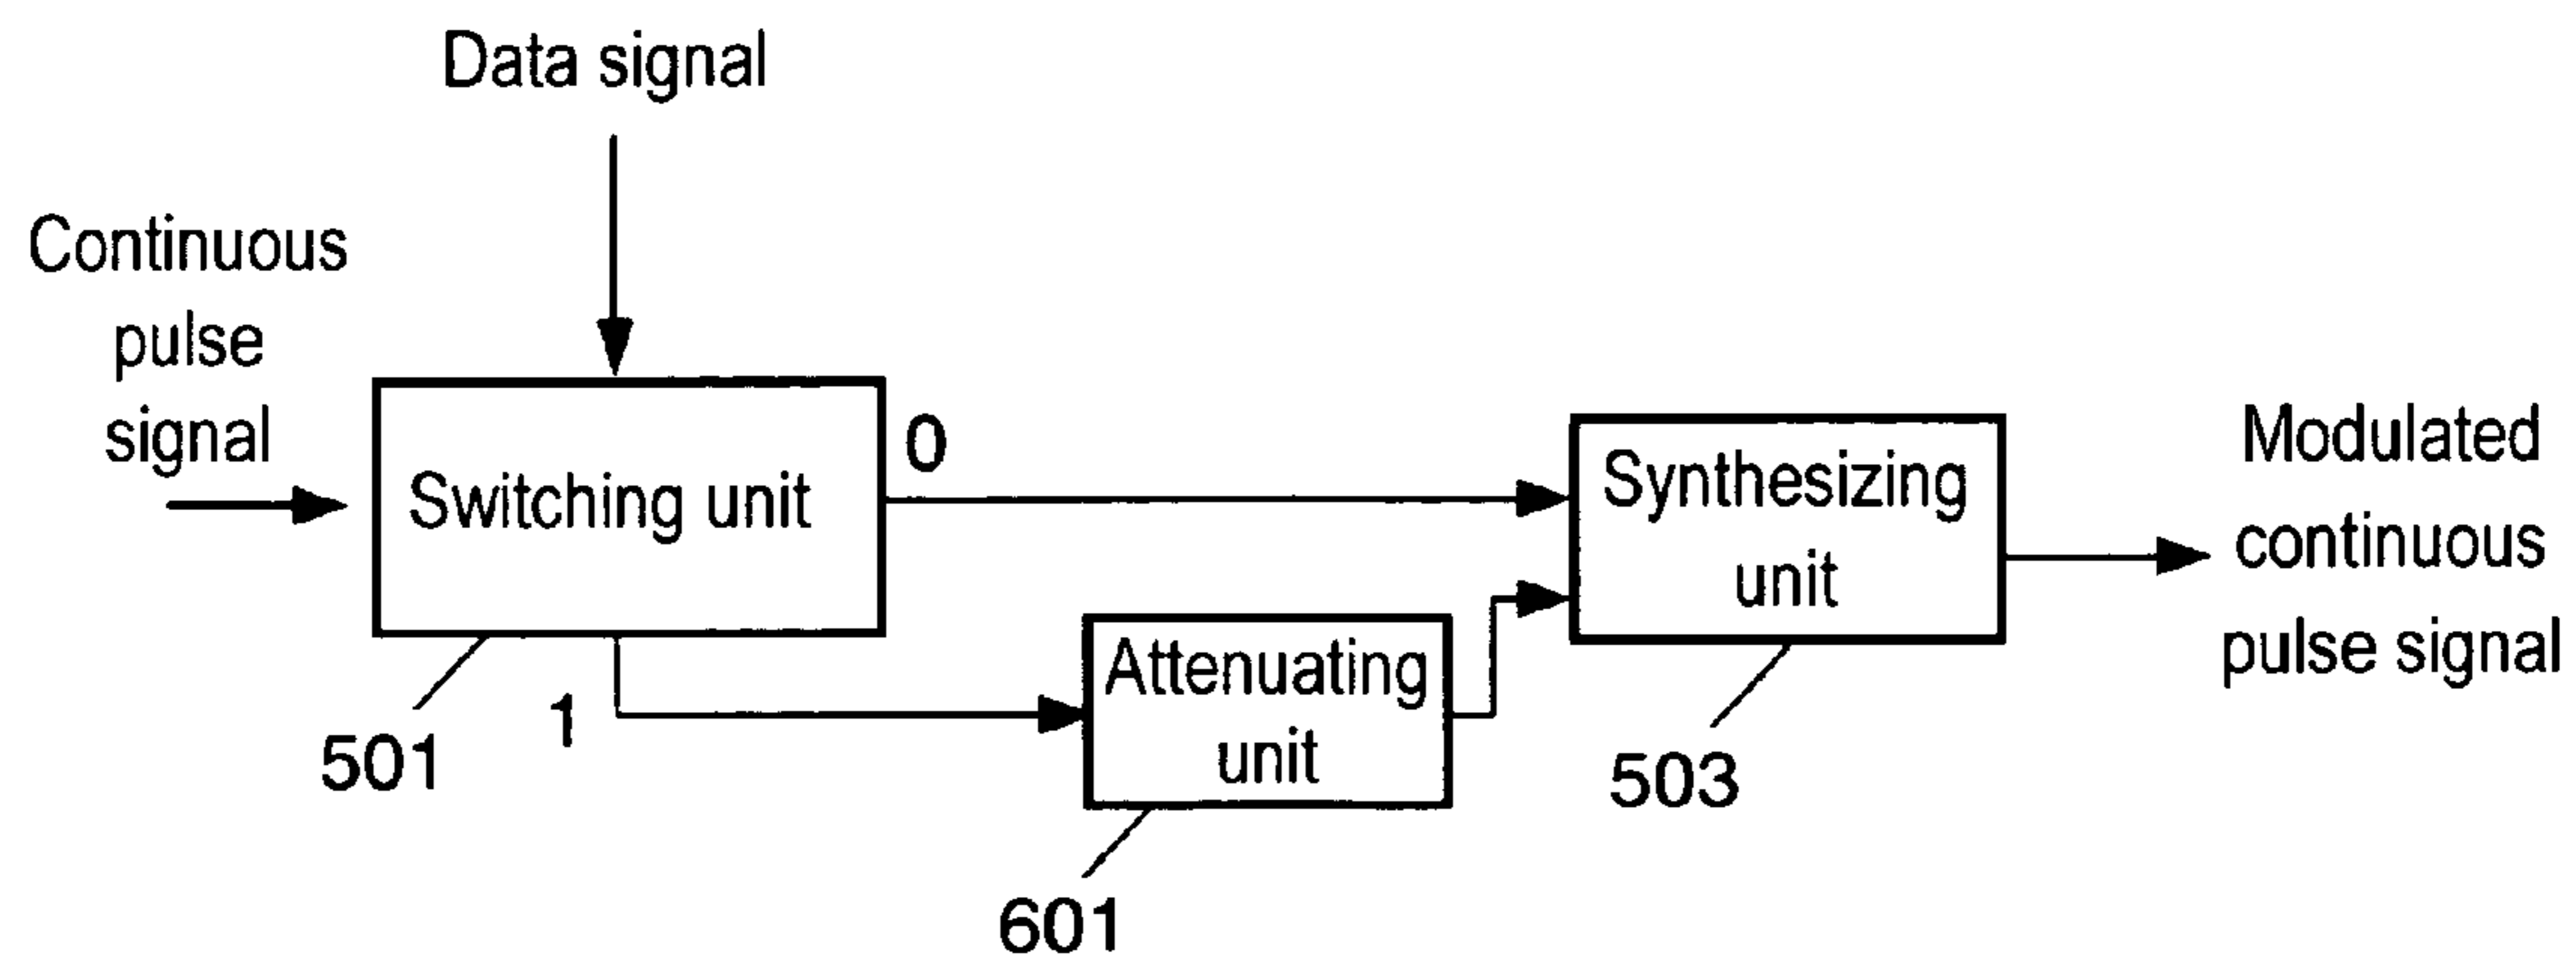 Data signal
Continuous
pulse
signal
Switching unit
0
1
501
Attenuating
unit
601
Synthesizing
unit
503
Modulated
continuous
pulse signal